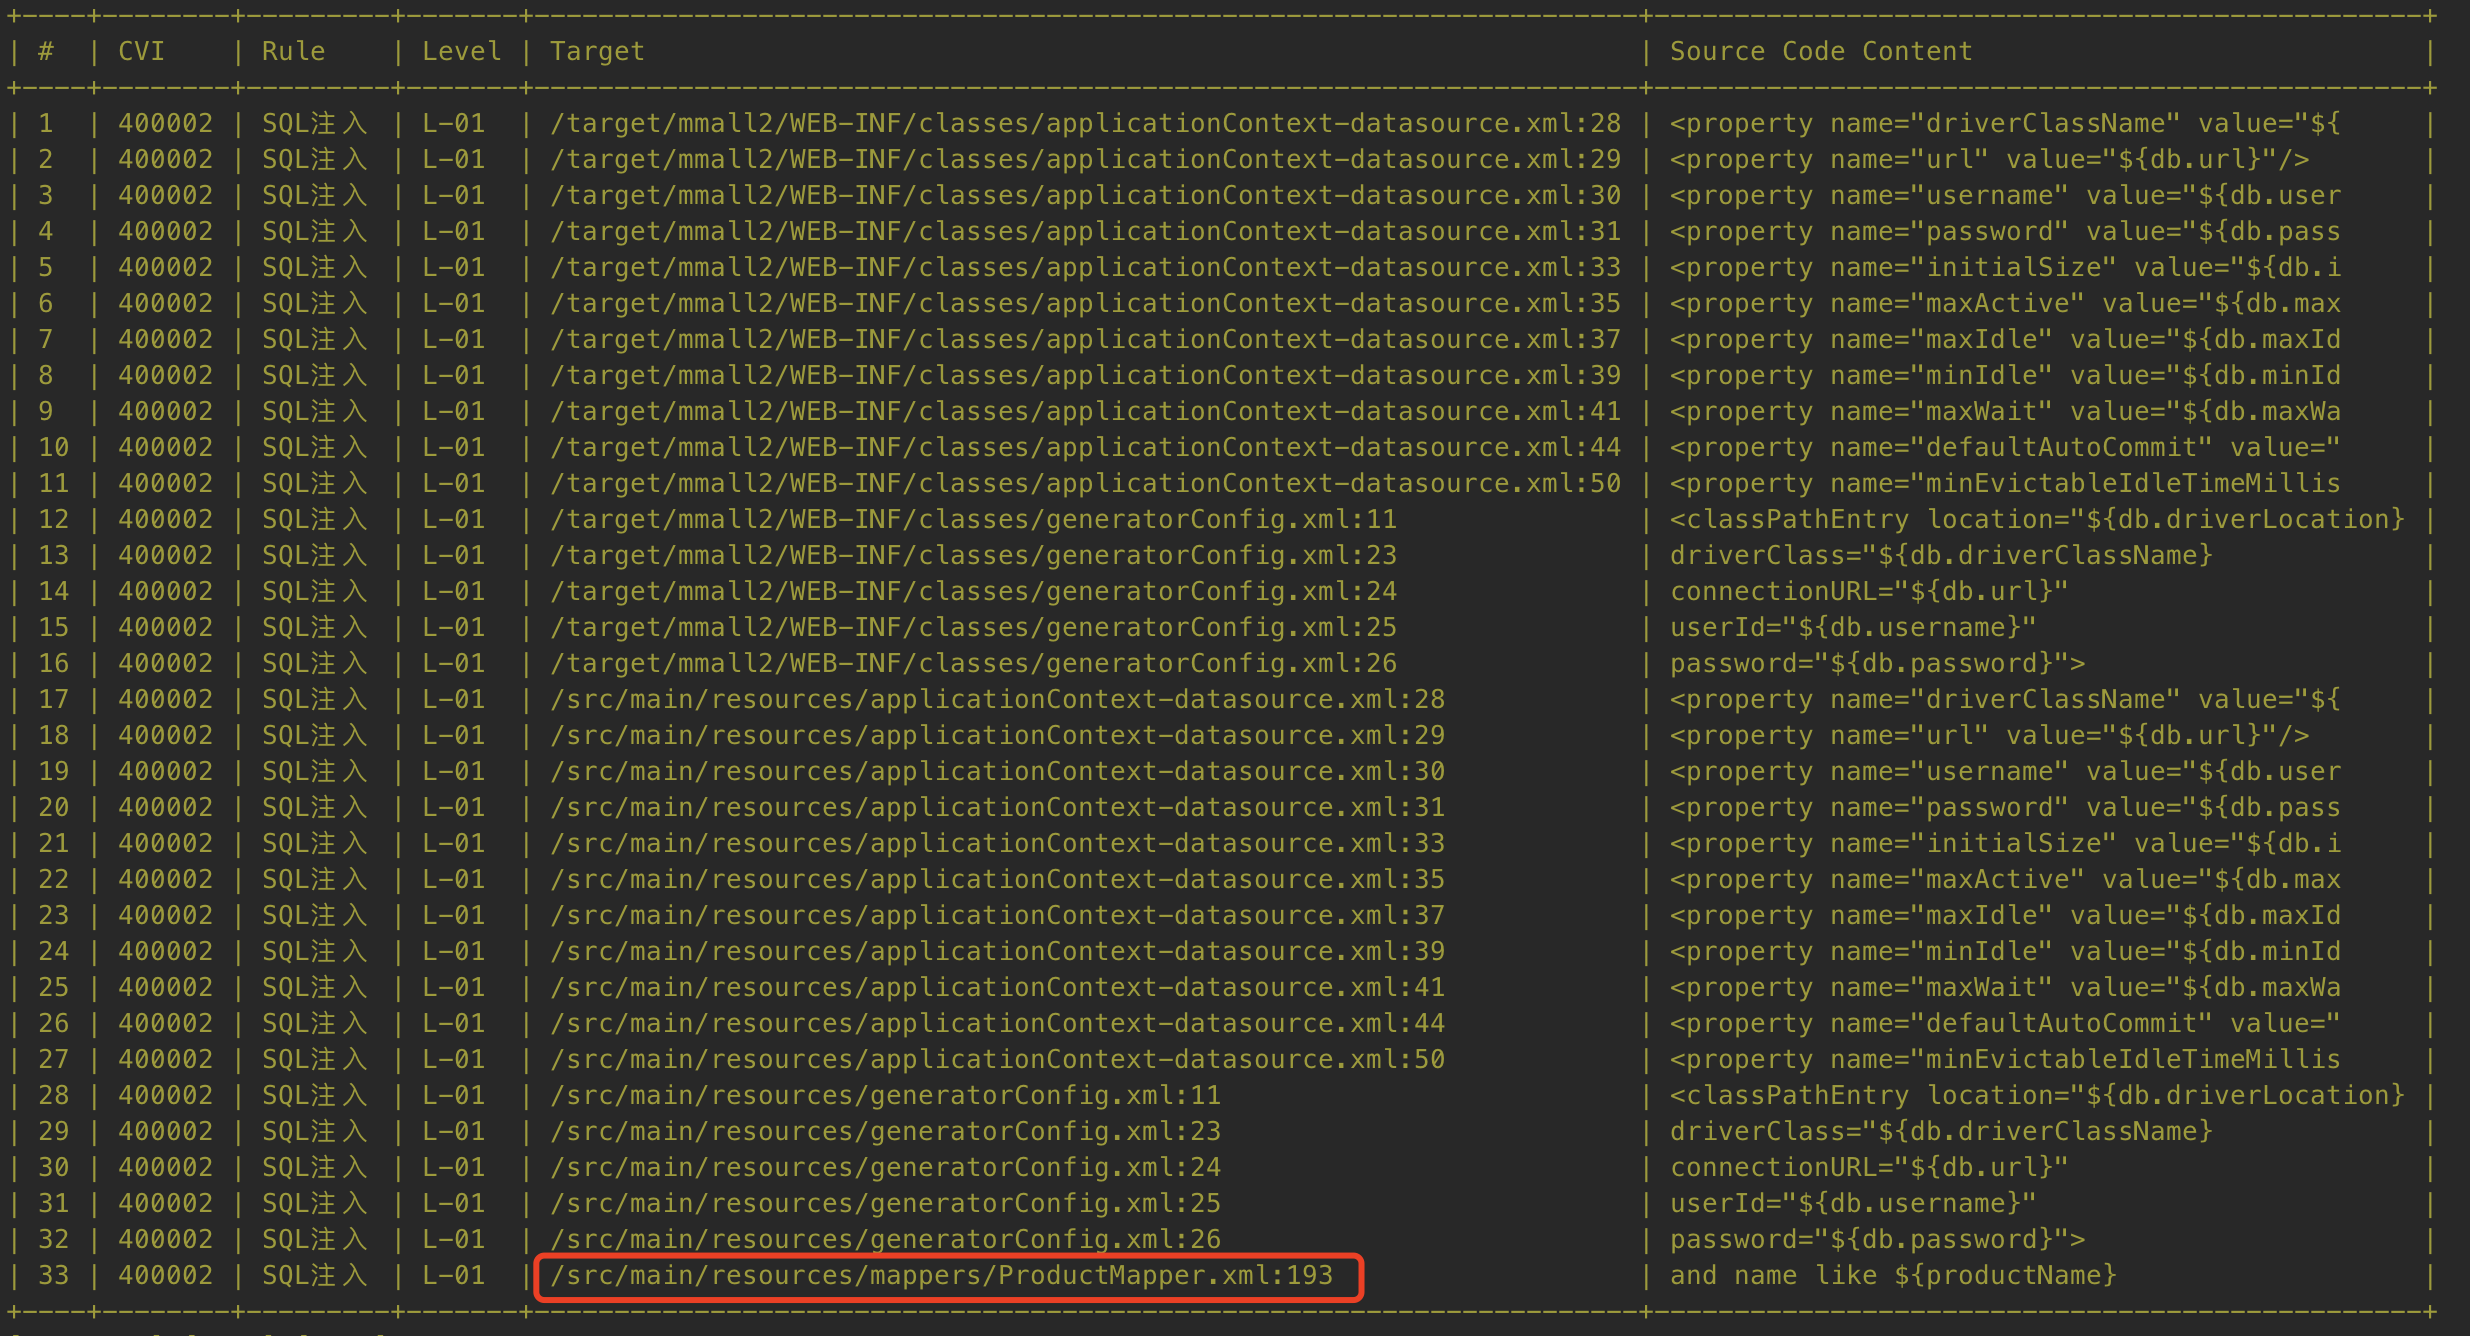 | # | CVI | Rule | Level | Target | Source Code Content |
| 1 | 400002 | SQL注入 | L-01 | /target/mmall2/WEB-INF/classes/applicationContext-datasource.xml:28 | <property name="driverClassName" value="${ |
| 2 | 400002 | SQL注入 | L-01 | /target/mmall2/WEB-INF/classes/applicationContext-datasource.xml:29 | <property name="url" value="${db.url}"/> |
| 3 | 400002 | SQL注入 | L-01 | /target/mmall2/WEB-INF/classes/applicationContext-datasource.xml:30 | <property name="username" value="${db.user |
| 4 | 400002 | SQL注入 | L-01 | /target/mmall2/WEB-INF/classes/applicationContext-datasource.xml:31 | <property name="password" value="${db.pass |
| 5 | 400002 | SQL注入 | L-01 | /target/mmall2/WEB-INF/classes/applicationContext-datasource.xml:33 | <property name="initialSize" value="${db.i |
| 6 | 400002 | SQL注入 | L-01 | /target/mmall2/WEB-INF/classes/applicationContext-datasource.xml:35 | <property name="maxActive" value="${db.max |
| 7 | 400002 | SQL注入 | L-01 | /target/mmall2/WEB-INF/classes/applicationContext-datasource.xml:37 | <property name="maxIdle" value="${db.maxId |
| 8 | 400002 | SQL注入 | L-01 | /target/mmall2/WEB-INF/classes/applicationContext-datasource.xml:39 | <property name="minIdle" value="${db.minId |
| 9 | 400002 | SQL注入 | L-01 | /target/mmall2/WEB-INF/classes/applicationContext-datasource.xml:41 | <property name="maxWait" value="${db.maxWa |
| 10 | 400002 | SQL注入 | L-01 | /target/mmall2/WEB-INF/classes/applicationContext-datasource.xml:44 | <property name="defaultAutoCommit" value=" |
| 11 | 400002 | SQL注入 | L-01 | /target/mmall2/WEB-INF/classes/applicationContext-datasource.xml:50 | <property name="minEvictableIdleTimeMillis |
| 12 | 400002 | SQL注入 | L-01 | /target/mmall2/WEB-INF/classes/generatorConfig.xml:11 | <classPathEntry location="${db.driverLocation} |
| 13 | 400002 | SQL注入 | L-01 | /target/mmall2/WEB-INF/classes/generatorConfig.xml:23 | driverClass="${db.driverClassName} |
| 14 | 400002 | SQL注入 | L-01 | /target/mmall2/WEB-INF/classes/generatorConfig.xml:24 | connectionURL="${db.url}" |
| 15 | 400002 | SQL注入 | L-01 | /target/mmall2/WEB-INF/classes/generatorConfig.xml:25 | userId="${db.username}" |
| 16 | 400002 | SQL注入 | L-01 | /target/mmall2/WEB-INF/classes/generatorConfig.xml:26 | password="${db.password}"> |
| 17 | 400002 | SQL注入 | L-01 | /src/main/resources/applicationContext-datasource.xml:28 | <property name="driverClassName" value="${ |
| 18 | 400002 | SQL注入 | L-01 | /src/main/resources/applicationContext-datasource.xml:29 | <property name="url" value="${db.url}"/> |
| 19 | 400002 | SQL注入 | L-01 | /src/main/resources/applicationContext-datasource.xml:30 | <property name="username" value="${db.user |
| 20 | 400002 | SQL注入 | L-01 | /src/main/resources/applicationContext-datasource.xml:31 | <property name="password" value="${db.pass |
| 21 | 400002 | SQL注入 | L-01 | /src/main/resources/applicationContext-datasource.xml:33 | <property name="initialSize" value="${db.i |
| 22 | 400002 | SQL注入 | L-01 | /src/main/resources/applicationContext-datasource.xml:35 | <property name="maxActive" value="${db.max |
| 23 | 400002 | SQL注入 | L-01 | /src/main/resources/applicationContext-datasource.xml:37 | <property name="maxIdle" value="${db.maxId |
| 24 | 400002 | SQL注入 | L-01 | /src/main/resources/applicationContext-datasource.xml:39 | <property name="minIdle" value="${db.minId |
| 25 | 400002 | SQL注入 | L-01 | /src/main/resources/applicationContext-datasource.xml:41 | <property name="maxWait" value="${db.maxWa |
| 26 | 400002 | SQL注入 | L-01 | /src/main/resources/applicationContext-datasource.xml:44 | <property name="defaultAutoCommit" value=" |
| 27 | 400002 | SQL注入 | L-01 | /src/main/resources/applicationContext-datasource.xml:50 | <property name="minEvictableIdleTimeMillis |
| 28 | 400002 | SQL注入 | L-01 | /src/main/resources/generatorConfig.xml:11 | <classPathEntry location="${db.driverLocation} |
| 29 | 400002 | SQL注入 | L-01 | /src/main/resources/generatorConfig.xml:23 | driverClass="${db.driverClassName} |
| 30 | 400002 | SQL注入 | L-01 | /src/main/resources/generatorConfig.xml:24 | connectionURL="${db.url}" |
| 31 | 400002 | SQL注入 | L-01 | /src/main/resources/generatorConfig.xml:25 | userId="${db.username}" |
| 32 | 400002 | SQL注入 | L-01 | /src/main/resources/generatorConfig.xml:26 | password="${db.password}"> |
| 33 | 400002 | SQL注入 | L-01 | /src/main/resources/mappers/ProductMapper.xml:193 | and name like ${productName} |